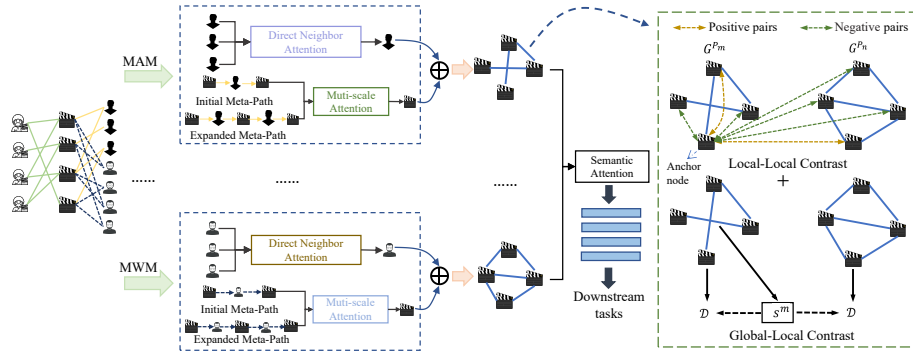 MAM
Direct Neighbor
Attention
Initial Meta-Path
Muti-scale
Attention
Expanded Meta-Path
......
......
......
MWM
Direct Neighbor
Attention
Initial Meta-Path
Muti-scale
Attention
Expanded Meta-Path
Semantic
Attention
Downstream
tasks
Positive pairs
Negative pairs
G^{P_m}
G^{P_n}
Anchor
node
Local-Local Contrast
+
𝒟
s^m
𝒟
Global-Local Contrast